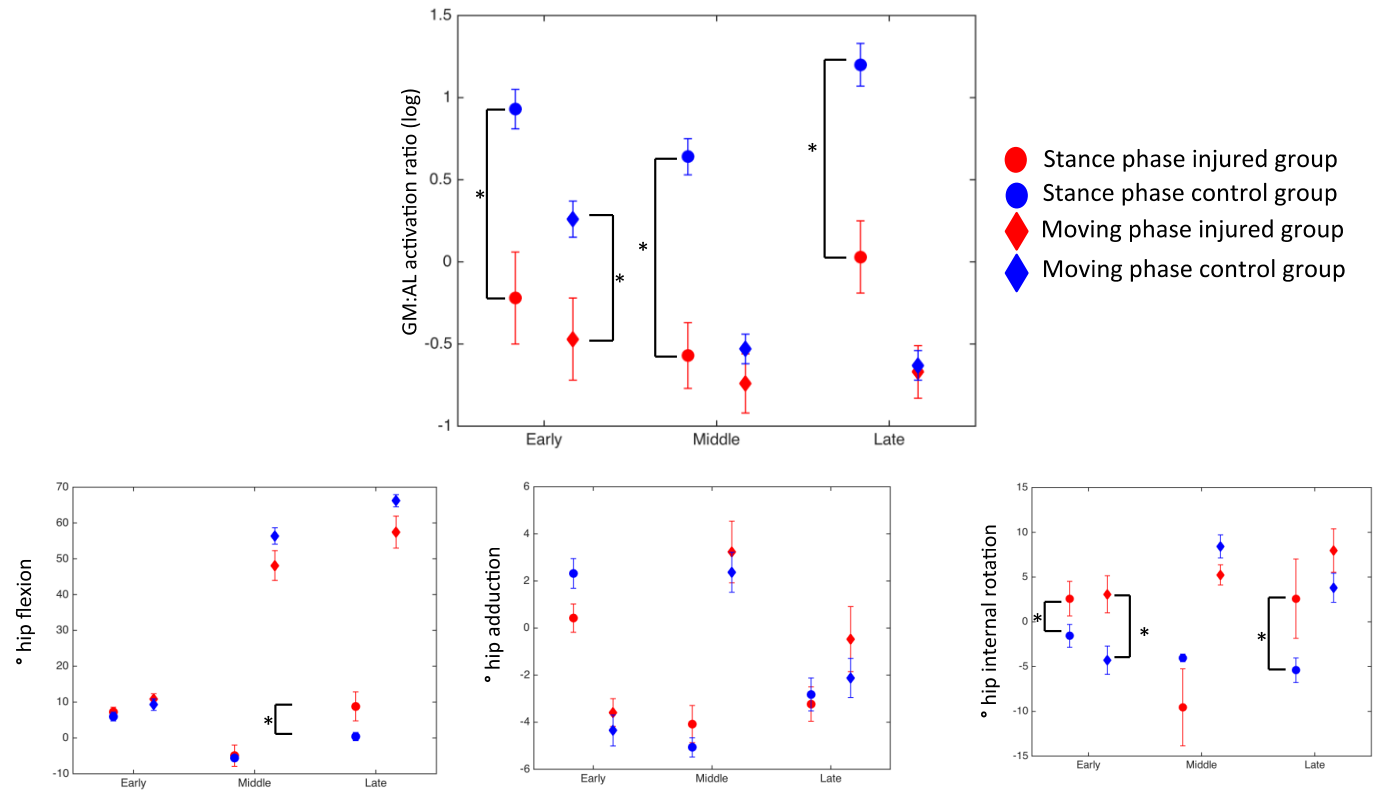 1.5
1
0.5
0
-0.5
-1
GM:AL activation ratio (log)
*
*
*
*
Early
Middle
Late
Stance phase injured group
Stance phase control group
Moving phase injured group
Moving phase control group
70
60
50
40
30
20
10
0
-10
° hip flexion
*
Early
Middle
Late
6
4
2
0
-2
-4
-6
° hip adduction
Early
Middle
Late
15
10
5
0
-5
-10
-15
° hip internal rotation
*
*
*
Early
Middle
Late